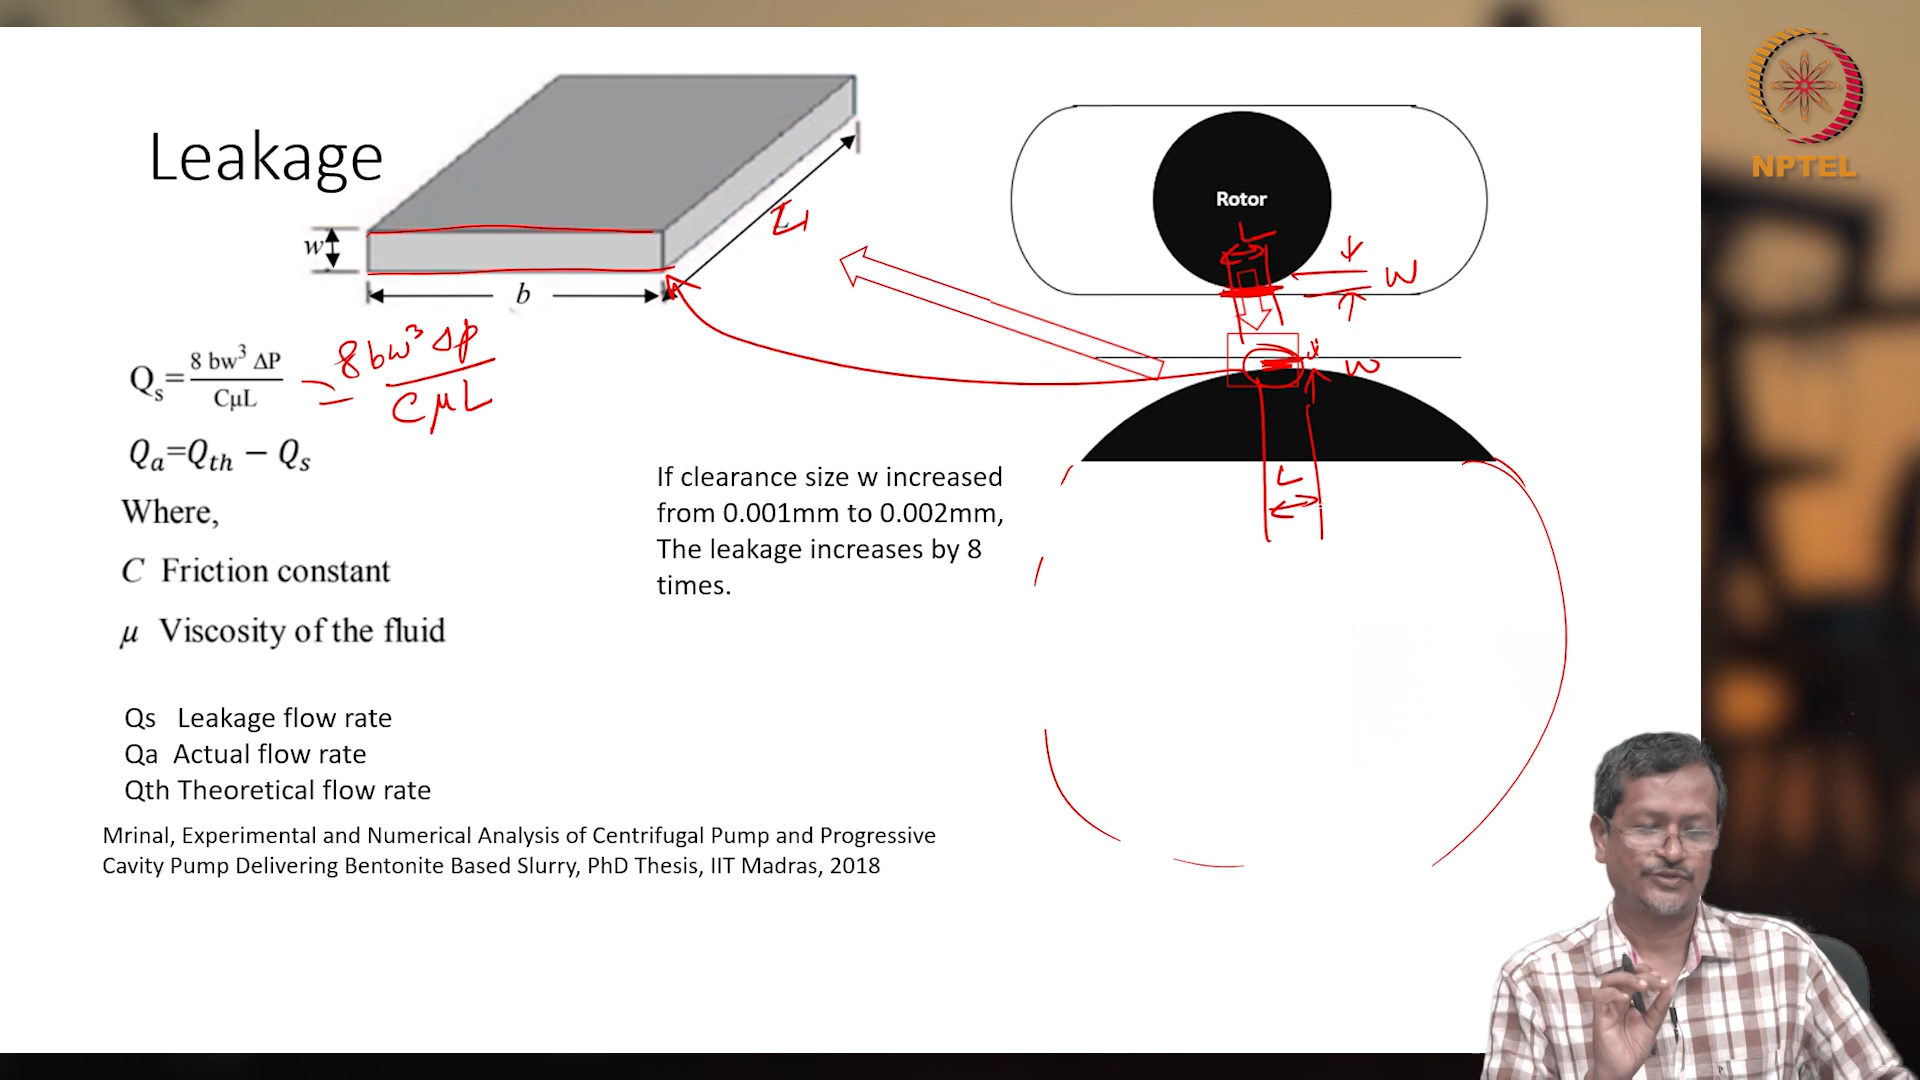 NPTEL
Leakage
w
b
L
Rotor
L
W
w
L
Qs= 8 bw³ ΔP / CμL = 8bw³ Δp / CμL
Qa=Qth − Qs
Where,
C Friction constant
μ Viscosity of the fluid
If clearance size w increased
from 0.001mm to 0.002mm,
The leakage increases by 8
times.
Qs Leakage flow rate
Qa Actual flow rate
Qth Theoretical flow rate
Mrinal, Experimental and Numerical Analysis of Centrifugal Pump and Progressive
Cavity Pump Delivering Bentonite Based Slurry, PhD Thesis, IIT Madras, 2018